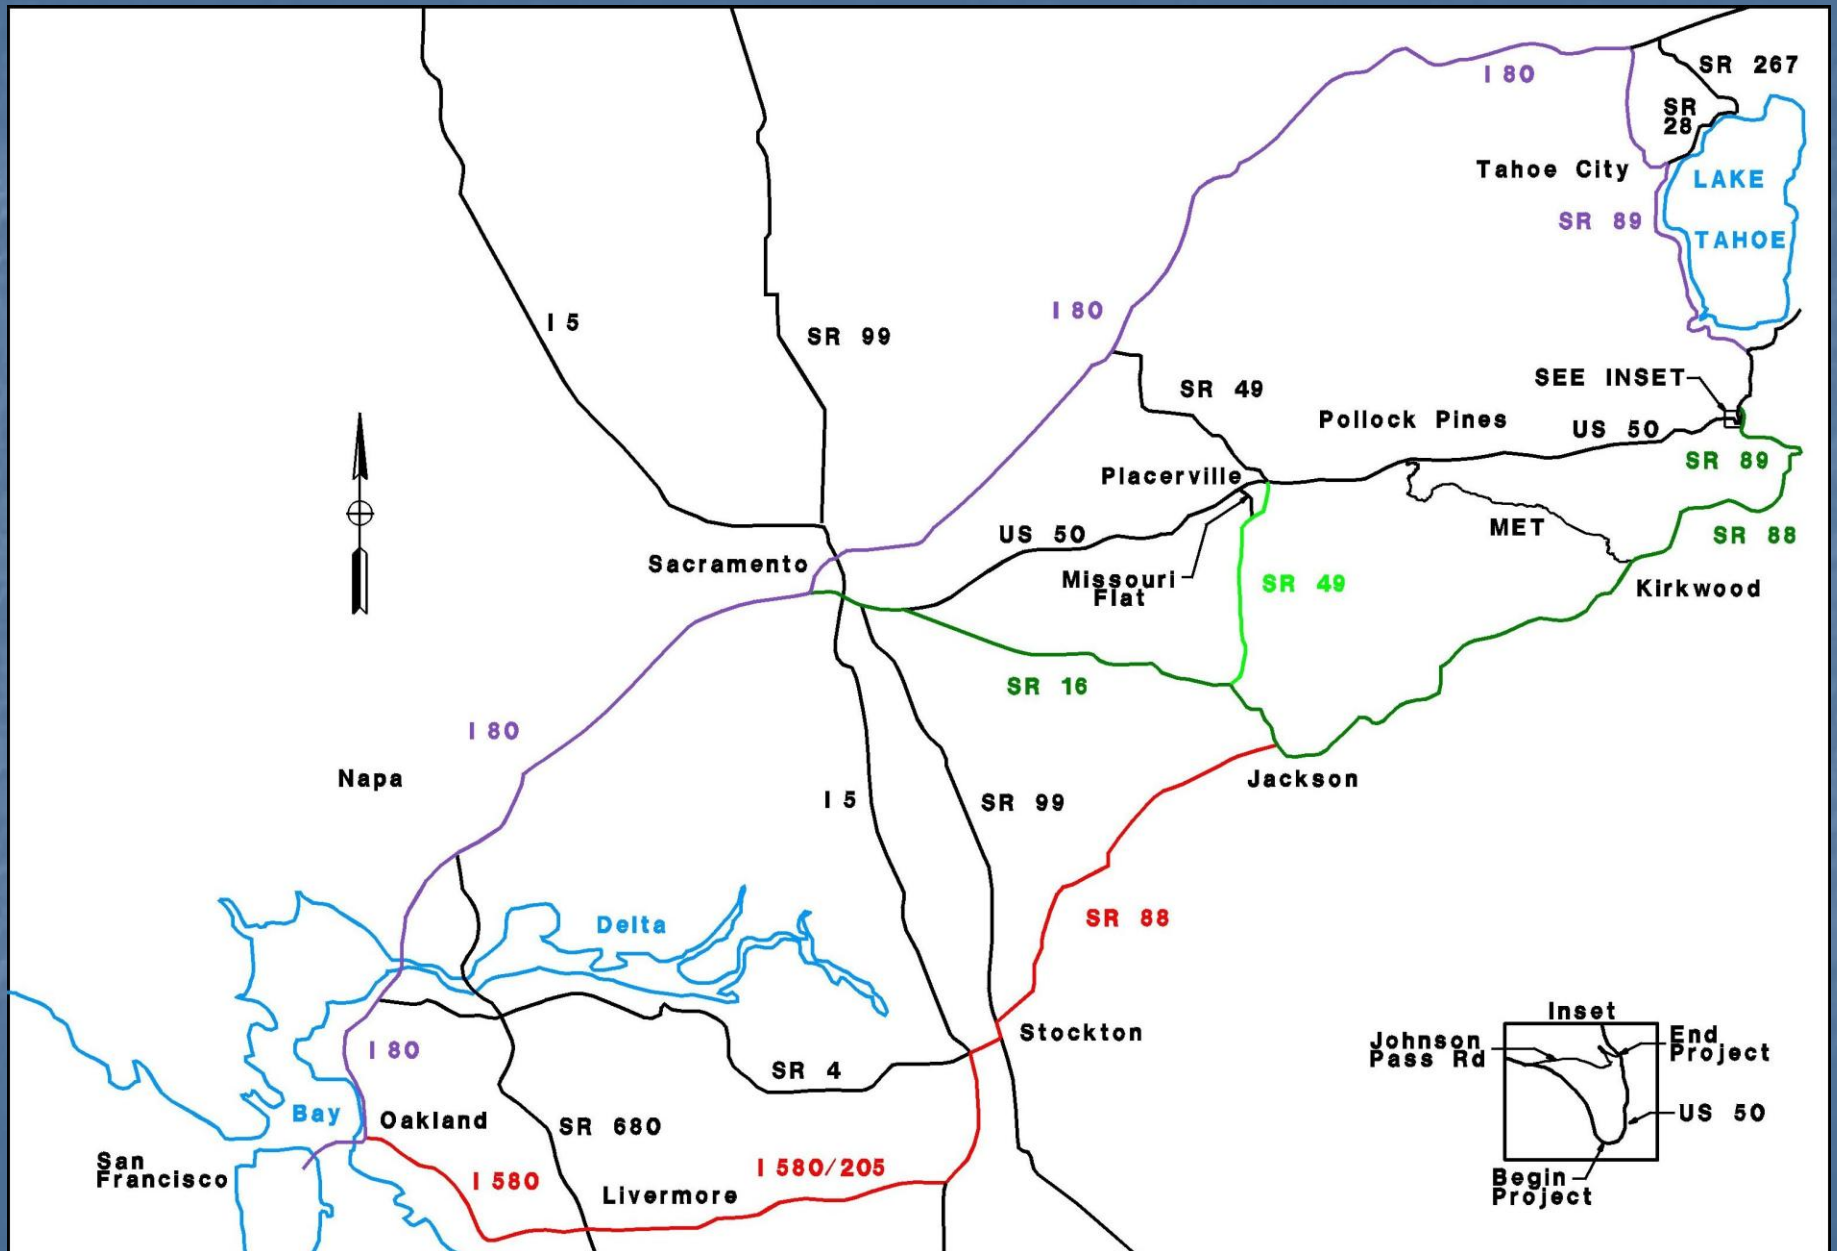 I 80
SR 267
SR
28
Tahoe City
LAKE
SR 89
TAHOE
I 80
I 5
SR 99
SEE INSET
SR 49
Pollock Pines
US 50
SR 89
Placerville
US 50
MET
SR 88
Sacramento
Missouri
Flat
SR 49
Kirkwood
SR 16
I 80
Napa
Jackson
I 5
SR 99
SR 88
Delta
Inset
Stockton
Johnson
Pass Rd
End
Project
I 80
SR 4
Bay
Oakland
SR 680
US 50
San
Francisco
I 580
I 580/205
Livermore
Begin
Project